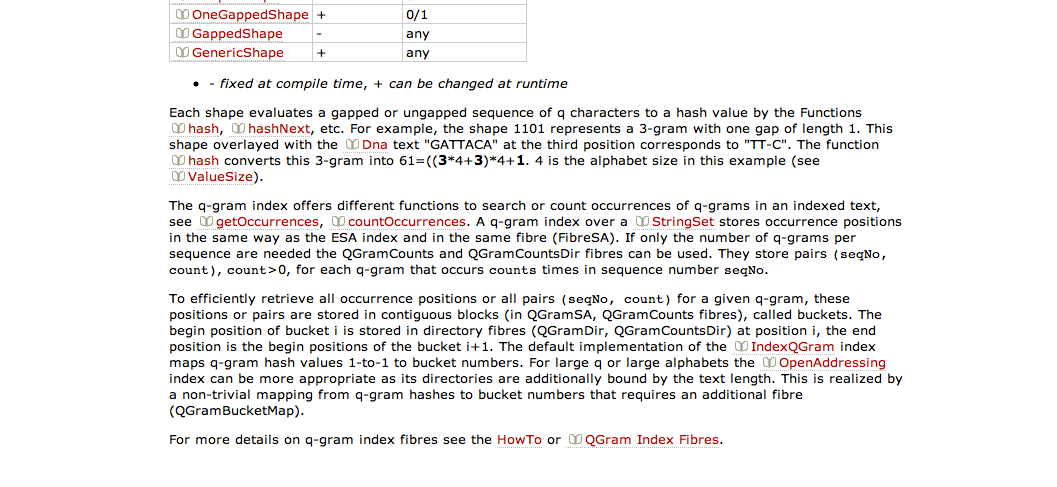 OneGappedShape + 0/1
GappedShape - any
GenericShape + any
• - fixed at compile time, + can be changed at runtime
Each shape evaluates a gapped or ungapped sequence of q characters to a hash value by the Functions
hash, hashNext, etc. For example, the shape 1101 represents a 3-gram with one gap of length 1. This
shape overlayed with the Dna text "GATTACA" at the third position corresponds to "TT-C". The function
hash converts this 3-gram into 61=((3*4+3)*4+1. 4 is the alphabet size in this example (see
ValueSize).
The q-gram index offers different functions to search or count occurrences of q-grams in an indexed text,
see getOccurrences, countOccurrences. A q-gram index over a StringSet stores occurrence positions
in the same way as the ESA index and in the same fibre (FibreSA). If only the number of q-grams per
sequence are needed the QGramCounts and QGramCountsDir fibres can be used. They store pairs (seqNo,
count), count>0, for each q-gram that occurs counts times in sequence number seqNo.
To efficiently retrieve all occurrence positions or all pairs (seqNo, count) for a given q-gram, these
positions or pairs are stored in contiguous blocks (in QGramSA, QGramCounts fibres), called buckets. The
begin position of bucket i is stored in directory fibres (QGramDir, QGramCountsDir) at position i, the end
position is the begin positions of the bucket i+1. The default implementation of the IndexQGram index
maps q-gram hash values 1-to-1 to bucket numbers. For large q or large alphabets the OpenAddressing
index can be more appropriate as its directories are additionally bound by the text length. This is realized by
a non-trivial mapping from q-gram hashes to bucket numbers that requires an additional fibre
(QGramBucketMap).
For more details on q-gram index fibres see the HowTo or QGram Index Fibres.